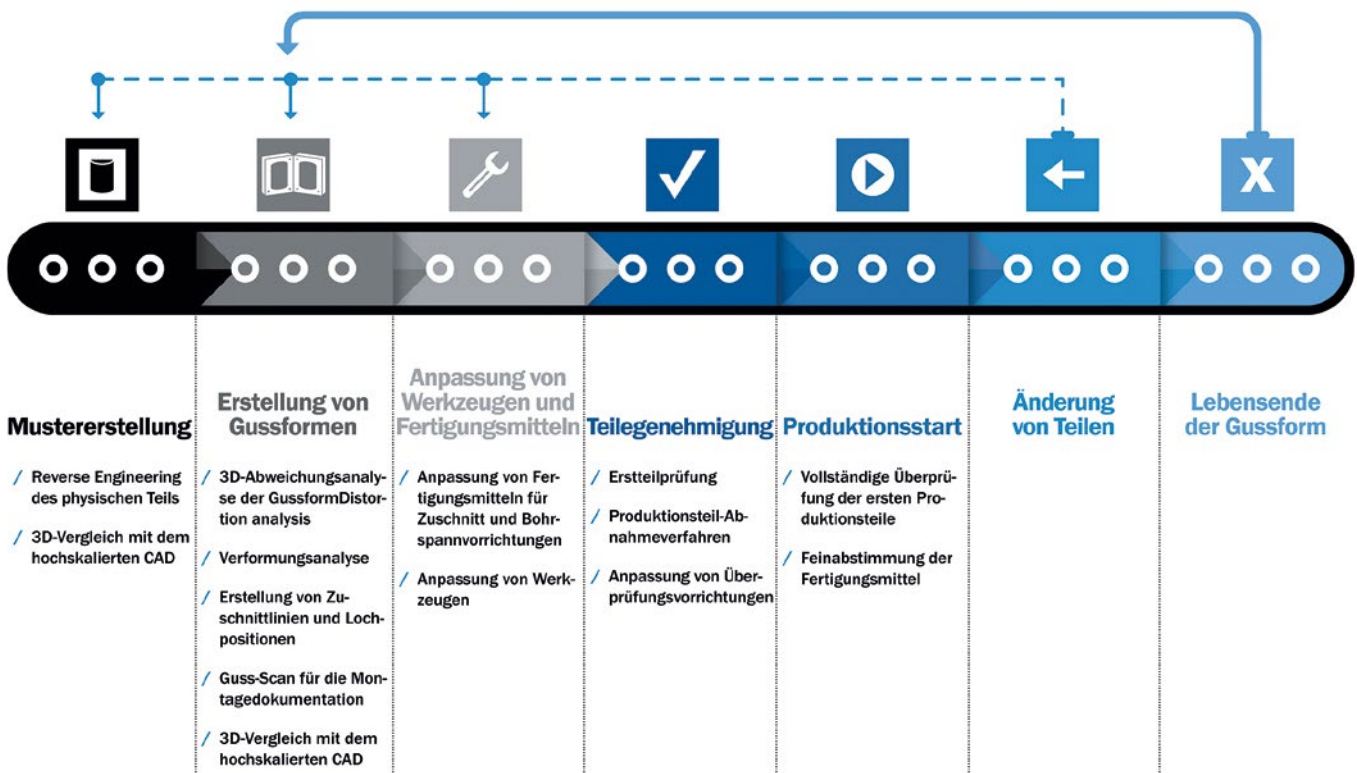 X
Mustererstellung
/ Reverse Engineering
des physischen Teils
/ 3D-Vergleich mit dem
hochskalierten CAD
Erstellung von
Gussformen
/ 3D-Abweichungsanaly-
se der GussformDistor-
tion analysis
/ Verformungsanalyse
/ Erstellung von Zu-
schnittlinien und Loch-
positionen
/ Guss-Scan für die Mon-
tagedokumentation
/ 3D-Vergleich mit dem
hochskalierten CAD
Anpassung von
Werkzeugen und
Fertigungsmitteln
/ Anpassung von Fer-
tigungsmitteln für
Zuschnitt und Bohr-
spannvorrichtungen
/ Anpassung von Werk-
zeugen
Teilegenehmigung
/ Erstteilprüfung
/ Produktionsteil-Ab-
nahmeverfahren
/ Anpassung von Über-
prüfungsvorrichtungen
Produktionsstart
/ Vollständige Überprü-
fung der ersten Pro-
duktionsteile
/ Feinabstimmung der
Fertigungsmittel
Änderung
von Teilen
Lebensende
der Gussform